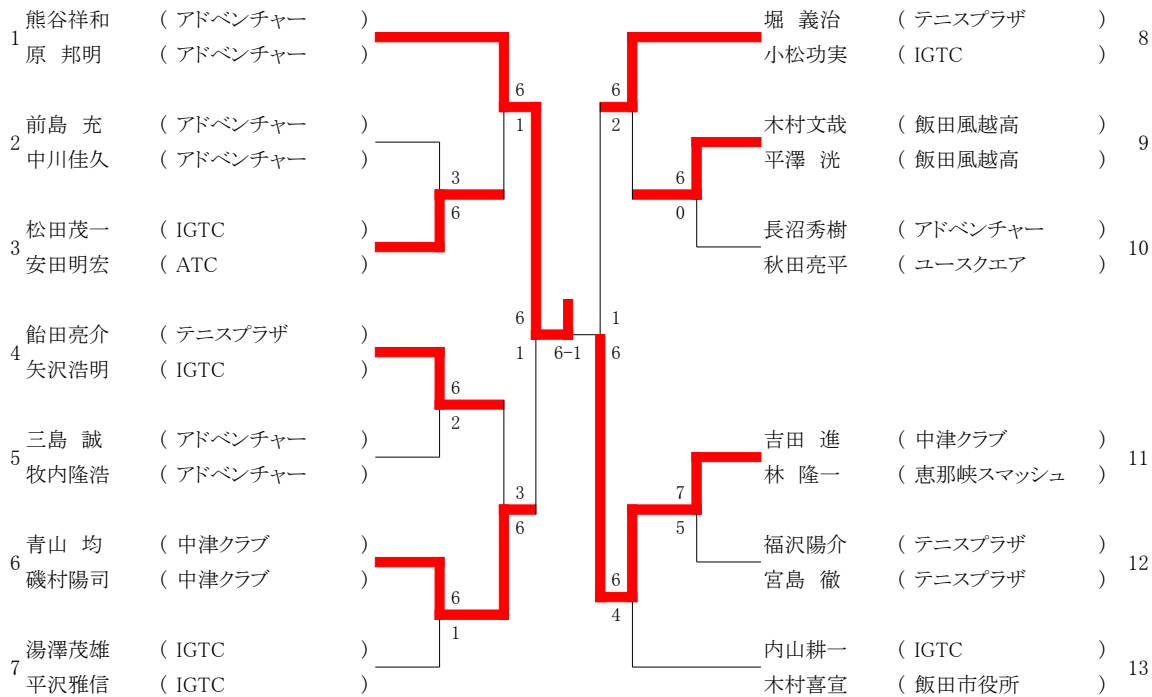 熊谷祥和 ( アドベンチャー )
1
原 邦明 ( アドベンチャー )
6
1
前島 充 ( アドベンチャー )
2
中川佳久 ( アドベンチャー )
3
6
松田茂一 ( IGTC )
3
安田明宏 ( ATC )
6
1
飴田亮介 ( テニスプラザ )
4
矢沢浩明 ( IGTC )
6
2
三島 誠 ( アドベンチャー )
5
牧内隆浩 ( アドベンチャー )
3
6
青山 均 ( 中津クラブ )
6
磯村陽司 ( 中津クラブ )
6
1
湯澤茂雄 ( IGTC )
7
平沢雅信 ( IGTC )
6-1
堀 義治 ( テニスプラザ )
8
小松功実 ( IGTC )
6
2
木村文哉 ( 飯田風越高 )
9
平澤 洸 ( 飯田風越高 )
6
0
長沼秀樹 ( アドベンチャー )
10
秋田亮平 ( ユースクエア )
1
6
吉田 進 ( 中津クラブ )
11
林 隆一 ( 恵那峡スマッシュ )
7
5
福沢陽介 ( テニスプラザ )
12
宮島 徹 ( テニスプラザ )
6
4
内山耕一 ( IGTC )
13
木村喜宣 ( 飯田市役所 )